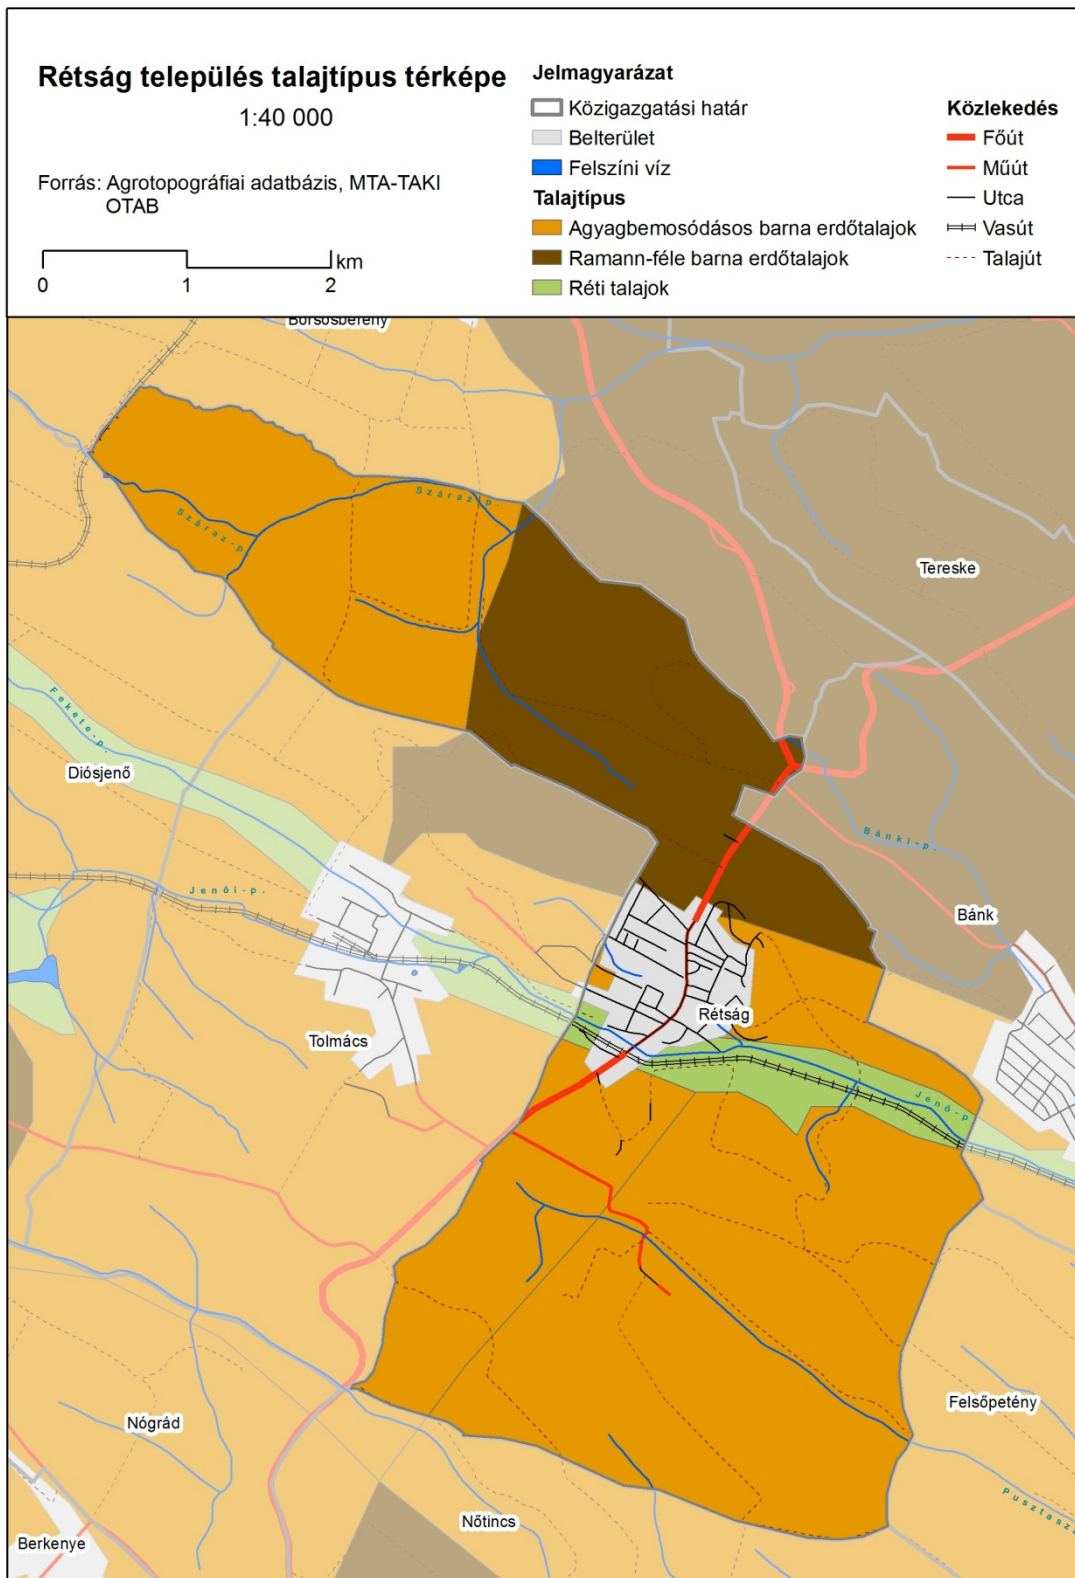 Rétság település talajtípus térképe
1:40 000
Forrás: Agrotopográfiai adatbázis, MTA-TAKI
OTAB
km
0 1 2
Jelmagyarázat
Közigazgatási határ
Belterület
Felszíni víz
Talajtípus
Agyagbemosódásos barna erdőtalajok
Ramann-féle barna erdőtalajok
Réti talajok
Közlekedés
Főút
Műút
Utca
Vasút
Talajút
Borsosberény
Száraz-p.
Száraz-p.
Tereske
Fekete-p.
Diósjenő
Bánki-p.
Jenői-p.
Bánk
Rétság
Tolmács
Jenő-p
Felsőpetény
Nógrád
Nőtincs
Berkenye